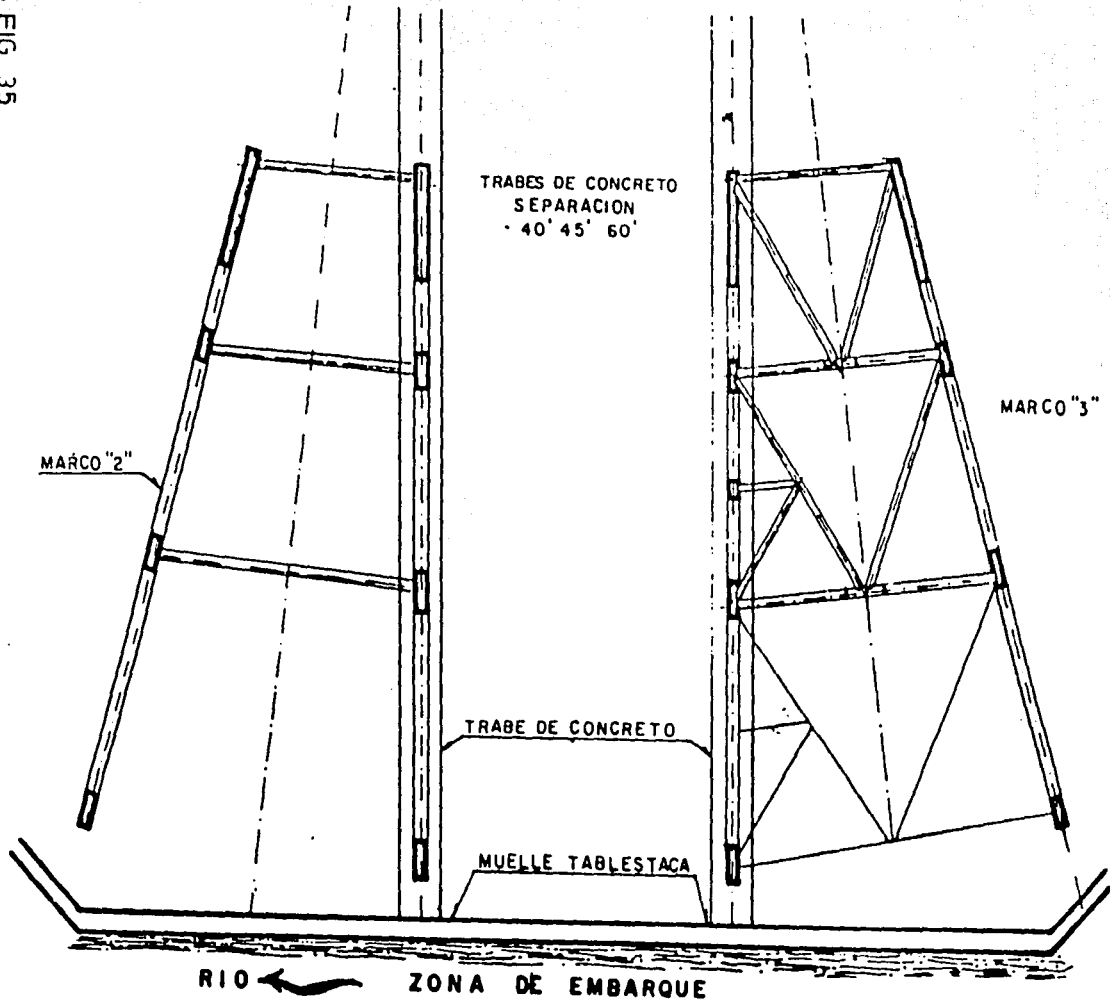 FIG 35
TRABES DE CONCRETO
SEPARACION
40' 45' 60'
MARCO "3"
MARCO "2"
TRABE DE CONCRETO
MUELLE TABLESTACA
RIO
ZONA DE EMBARQUE